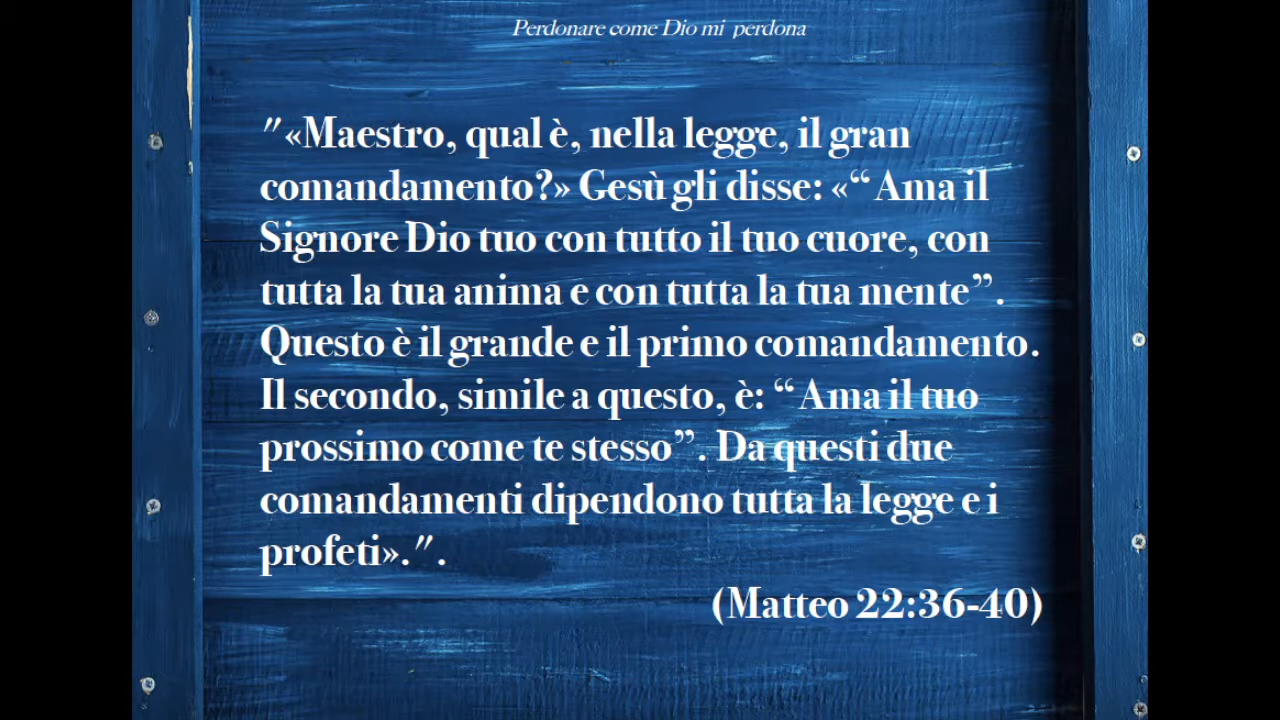 Perdonare come Dio mi perdona
"«Maestro, qual è, nella legge, il gran
comandamento?» Gesù gli disse: «“Ama il
Signore Dio tuo con tutto il tuo cuore, con
tutta la tua anima e con tutta la tua mente”.
Questo è il grande e il primo comandamento.
Il secondo, simile a questo, è: “Ama il tuo
prossimo come te stesso”. Da questi due
comandamenti dipendono tutta la legge e i
profeti».".
(Matteo 22:36-40)